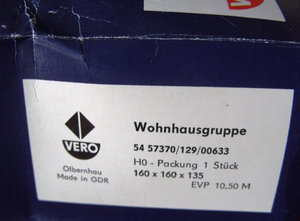 VERO
Olbernhau
Made in GDR
Wohnhausgruppe
54 57370/129/00633
H0 - Packung 1 Stück
160 x 160 x 135
EVP 10,50 M